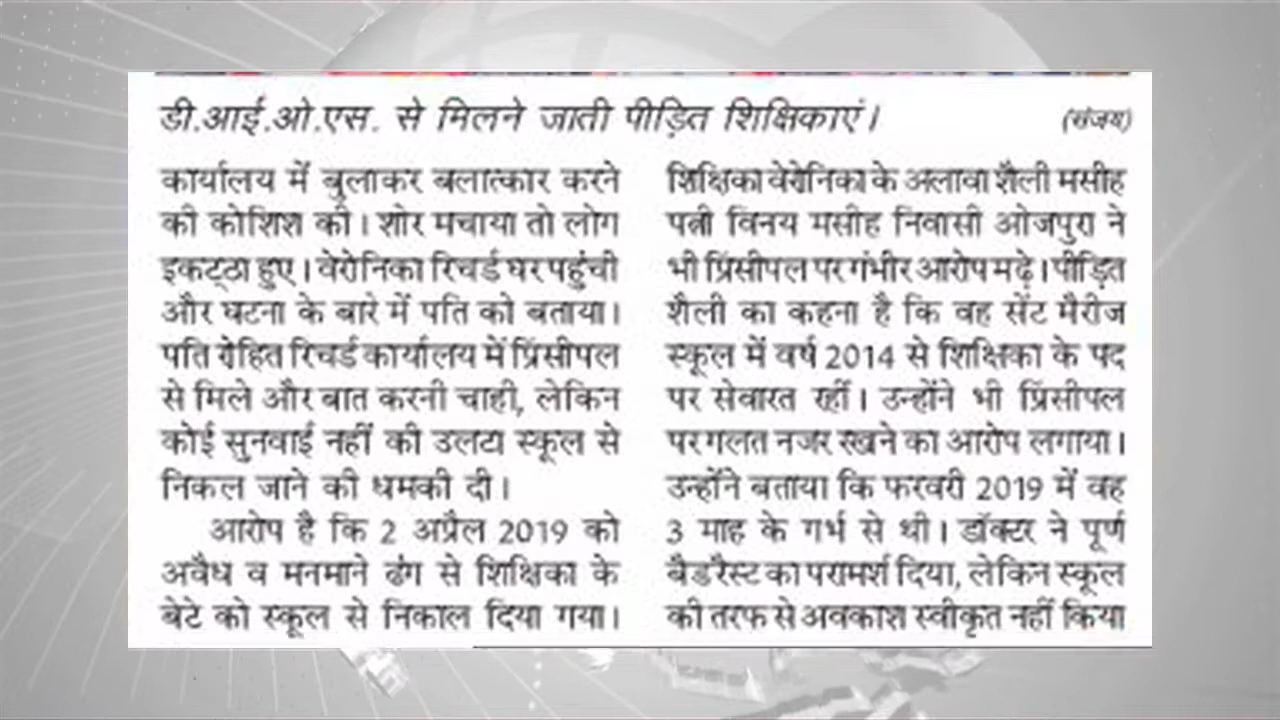 डी.आई.ओ.एस. से मिलने जाती पीड़ित शिक्षिकाएं। (संजय)
कार्यालय में बुलाकर बलात्कार करने
की कोशिश की। शोर मचाया तो लोग
इकट्ठा हुए। वेरोनिका रिचर्ड घर पहुंची
और घटना के बारे में पति को बताया।
पति रोहित रिचर्ड कार्यालय में प्रिंसीपल
से मिले और बात करनी चाही, लेकिन
कोई सुनवाई नहीं की उलटा स्कूल से
निकल जाने की धमकी दी।
आरोप है कि 2 अप्रैल 2019 को
अवैध व मनमाने ढंग से शिक्षिका के
बेटे को स्कूल से निकाल दिया गया।
शिक्षिका वेरोनिका के अलावा शैली मसीह
पत्नी विनय मसीह निवासी ओजपुरा ने
भी प्रिंसीपल पर गंभीर आरोप मढ़े। पीड़ित
शैली का कहना है कि वह सेंट मैरीज
स्कूल में वर्ष 2014 से शिक्षिका के पद
पर सेवारत रहीं। उन्होंने भी प्रिंसीपल
पर गलत नजर रखने का आरोप लगाया।
उन्होंने बताया कि फरवरी 2019 में वह
3 माह के गर्भ से थी। डॉक्टर ने पूर्ण
बैडरैस्ट का परामर्श दिया, लेकिन स्कूल
की तरफ से अवकाश स्वीकृत नहीं किया